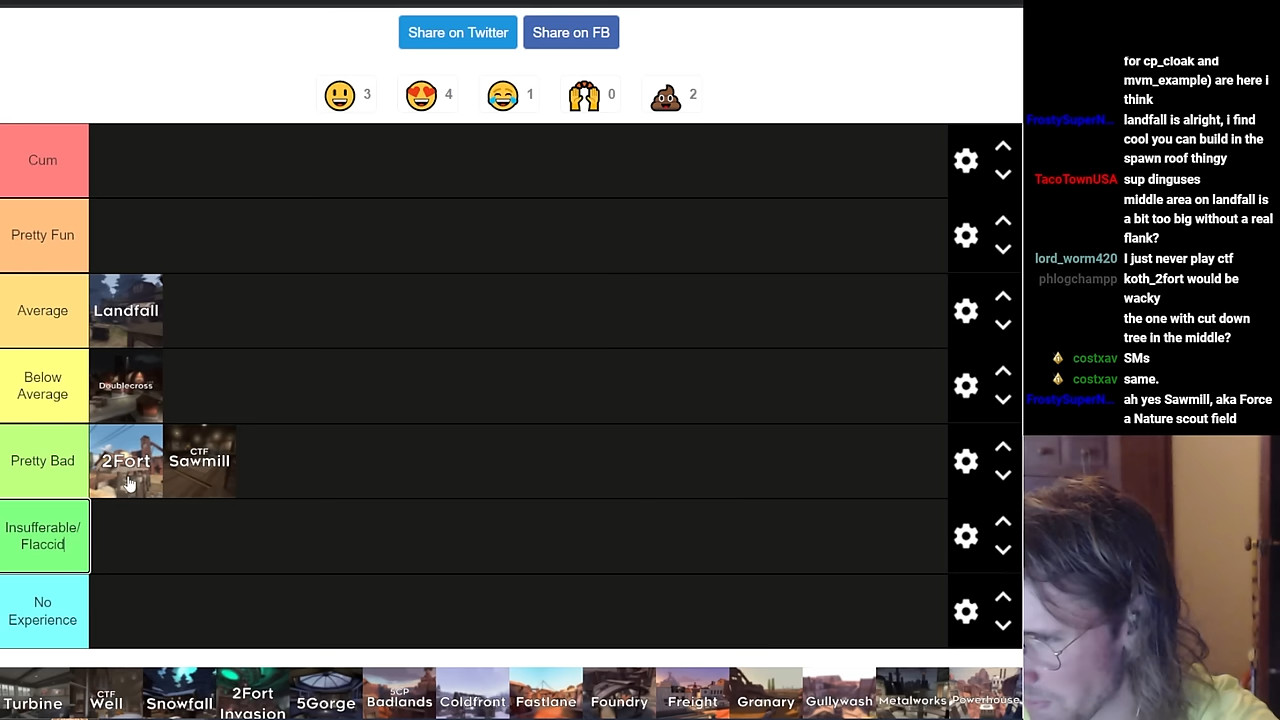 Share on Twitter
Share on FB
3
4
1
0
2
Cum
Pretty Fun
Average
Landfall
Below
Average
Doublecross
Pretty Bad
2Fort
CTF
Sawmill
Insufferable/
Flaccid
No
Experience
Turbine
CTF
Well
Snowfall
2Fort
Invasion
5Gorge
5CP
Badlands
Coldfront
Fastlane
Foundry
Freight
Granary
Gullywash
Metalworks
Powerhouse
for cp_cloak and
mvm_example) are here i
think
FrostySuperN... landfall is alright, i find
cool you can build in the
spawn roof thingy
TacoTownUSA sup dinguses
middle area on landfall is
a bit too big without a real
flank?
lord_worm420 I just never play ctf
phlogchampp koth_2fort would be
wacky
the one with cut down
tree in the middle?
costxav SMs
costxav same.
FrostySuperN... ah yes Sawmill, aka Force
a Nature scout field